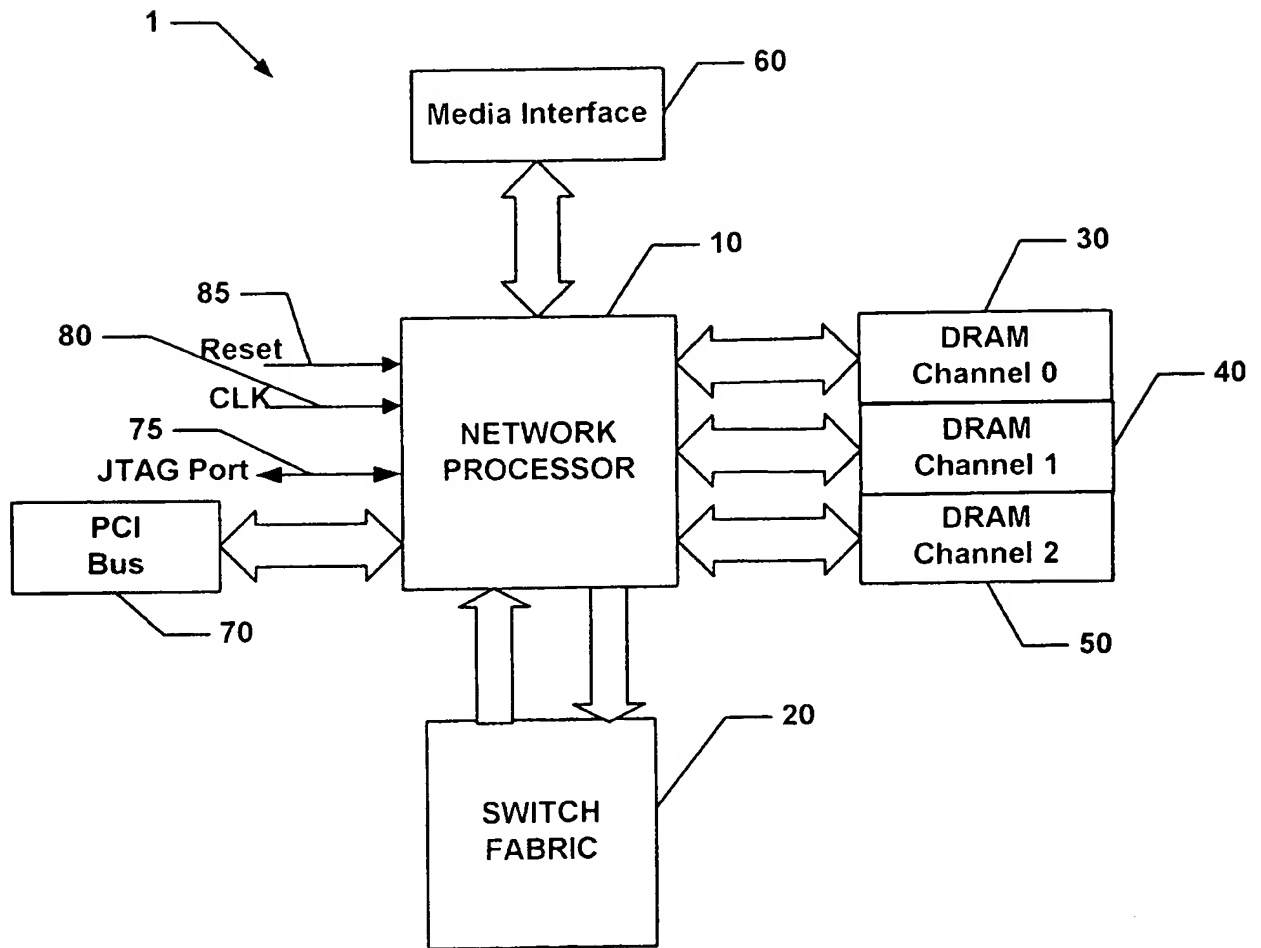 1
60
Media Interface
10
30
85
80
Reset
DRAM
Channel 0
40
CLK
75
NETWORK
PROCESSOR
DRAM
Channel 1
JTAG Port
PCI
Bus
DRAM
Channel 2
70
50
20
SWITCH
FABRIC